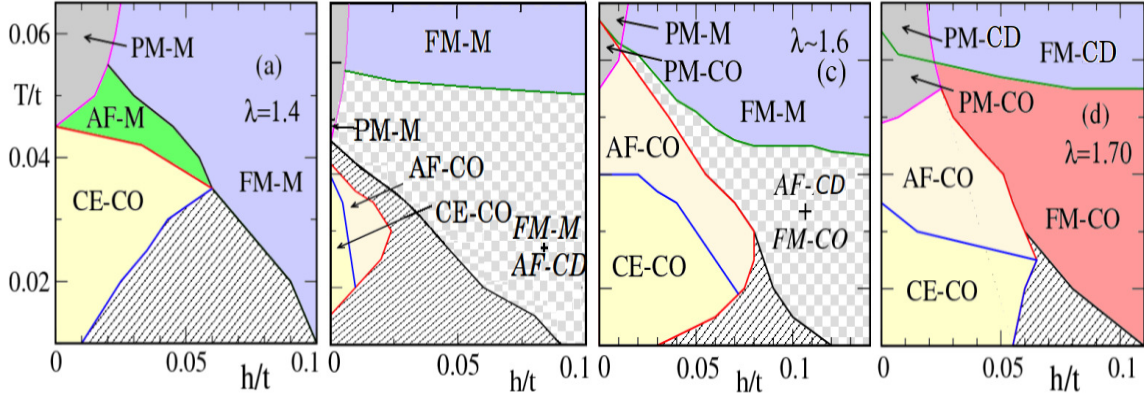 0.06
T/t
0.04
0.02
PM-M
(a)
AF-M
λ=1.4
CE-CO
FM-M
0
0.05
0.1
h/t
FM-M
PM-M
AF-CO
CE-CO
FM-M
+
AF-CD
0
0.05
0.1
h/t
PM-M
λ~1.6
PM-CO
(c)
FM-M
AF-CO
AF-CD
+
FM-CO
CE-CO
0
0.05
0.1
h/t
PM-CD
FM-CD
PM-CO
(d)
λ=1.70
AF-CO
FM-CO
CE-CO
0
0.05
0.1
h/t